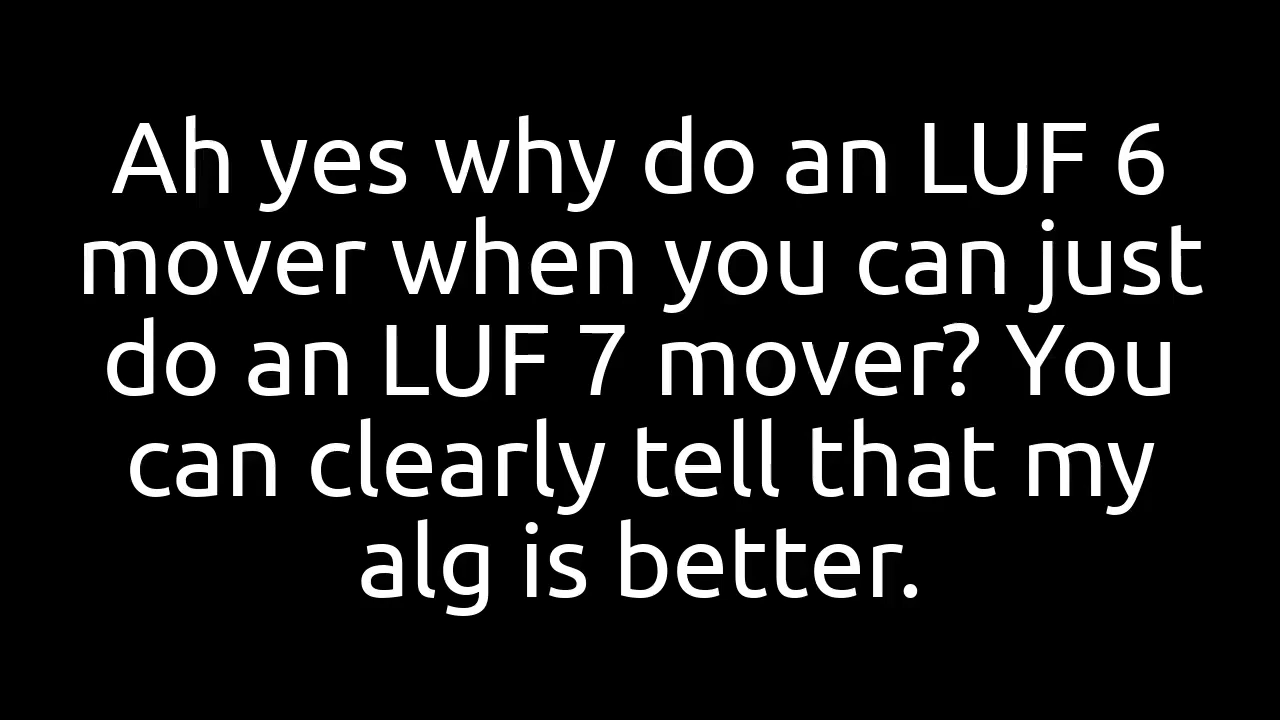 Ah yes why do an LUF 6
mover when you can just
do an LUF 7 mover? You
can clearly tell that my
alg is better.